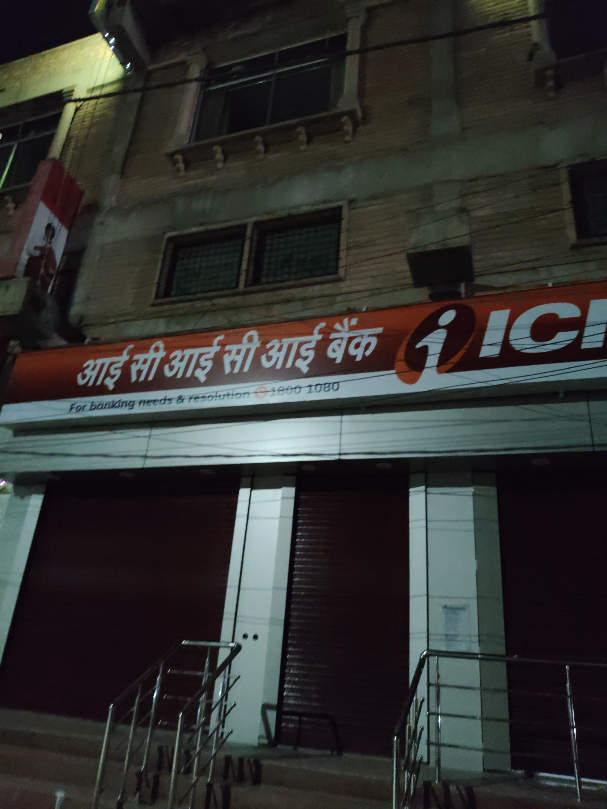 आई सी आई सी आई बैंक i ICI
For banking needs & resolution 1800 1080